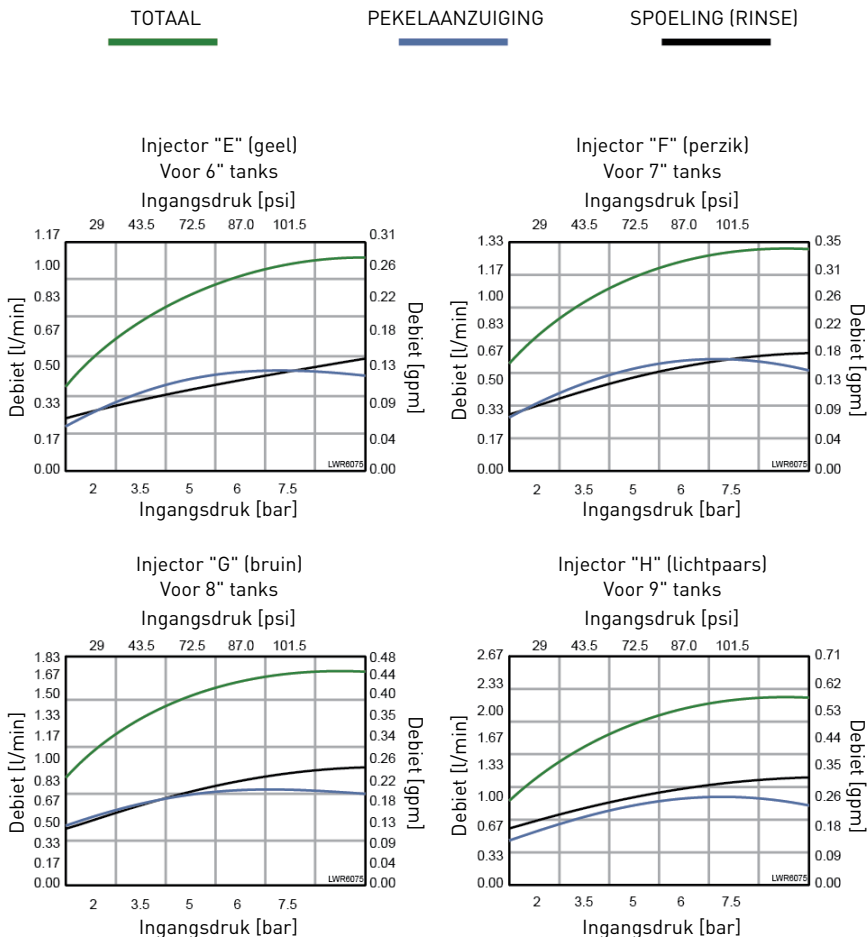 TOTAAL PEKELAANZUIGING SPOELING (RINSE)
Injector "E" (geel)
Voor 6" tanks
Ingangsdruk [psi]
29 43.5 72.5 87.0 101.5
1.17 1.00 0.83 0.67 0.50 0.33 0.17 0.00
Debiet [l/min]
0.31 0.26 0.22 0.18 0.13 0.09 0.04 0.00
Debiet [gpm]
LWR6075
2 3.5 5 6 7.5
Ingangsdruk [bar]
Injector "F" (perzik)
Voor 7" tanks
Ingangsdruk [psi]
29 43.5 72.5 87.0 101.5
1.33 1.17 1.00 0.83 0.67 0.50 0.33 0.17 0.00
Debiet [l/min]
0.35 0.31 0.26 0.22 0.18 0.13 0.09 0.04 0.00
Debiet [gpm]
LWR6075
2 3.5 5 6 7.5
Ingangsdruk [bar]
Injector "G" (bruin)
Voor 8" tanks
Ingangsdruk [psi]
29 43.5 72.5 87.0 101.5
1.83 1.67 1.50 1.33 1.17 1.00 0.83 0.67 0.50 0.33 0.17 0.00
Debiet [l/min]
0.48 0.44 0.40 0.35 0.34 0.26 0.22 0.18 0.13 0.09 0.04 0.00
Debiet [gpm]
LWR6075
2 3.5 5 6 7.5
Ingangsdruk [bar]
Injector "H" (lichtpaars)
Voor 9" tanks
Ingangsdruk [psi]
29 43.5 72.5 87.0 101.5
2.67 2.33 2.00 1.67 1.33 1.00 0.67 0.33 0.00
Debiet [l/min]
0.71 0.62 0.53 0.44 0.34 0.26 0.18 0.09 0.00
Debiet [gpm]
LWR6075
2 3.5 5 6 7.5
Ingangsdruk [bar]